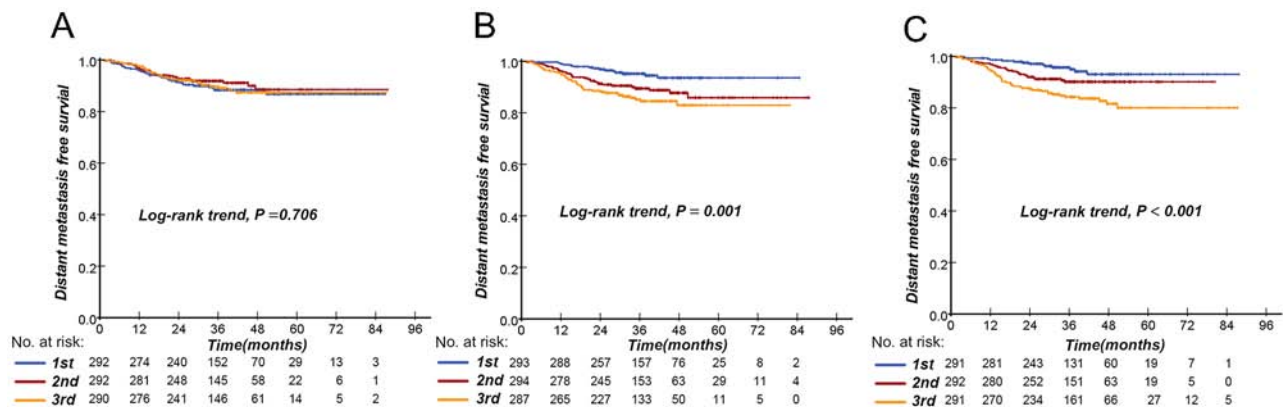 A
Distant metastasis free survial
1.0
0.8
0.6
0.4
0.2
0.0
Log-rank trend, P =0.706
0 12 24 36 48 60 72 84 96
Time(months)
No. at risk:
1st 292 274 240 152 70 29 13 3
2nd 292 281 248 145 58 22 6 1
3rd 290 276 241 146 61 14 5 2
B
Distant metastasis free survial
1.0
0.8
0.6
0.4
0.2
0.0
Log-rank trend, P = 0.001
0 12 24 36 48 60 72 84 96
Time(months)
No. at risk:
1st 293 288 257 157 76 25 8 2
2nd 294 278 245 153 63 29 11 4
3rd 287 265 227 133 50 11 5 0
C
Distant metastasis free survial
1.0
0.8
0.6
0.4
0.2
0.0
Log-rank trend, P < 0.001
0 12 24 36 48 60 72 84 96
Time(months)
No. at risk:
1st 291 281 243 131 60 19 7 1
2nd 292 280 252 151 63 19 5 0
3rd 291 270 234 161 66 27 12 5